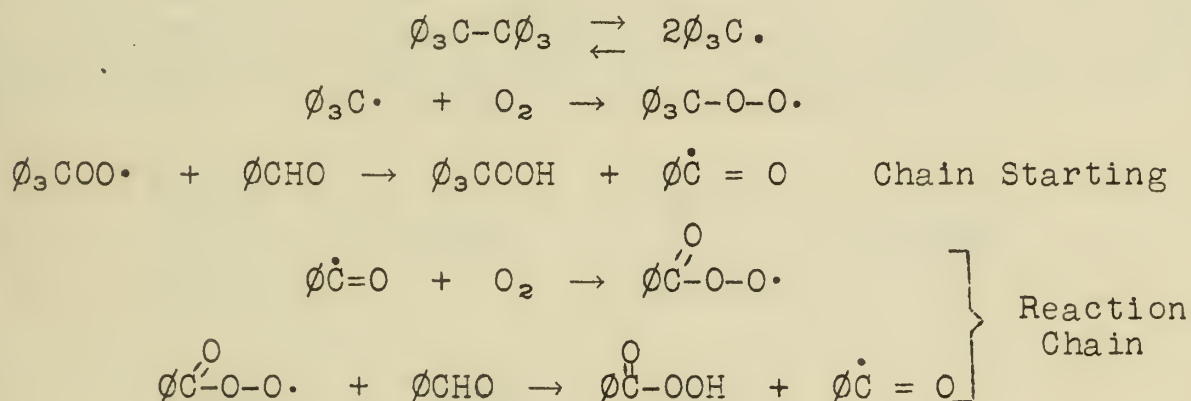 Ø₃C-CØ₃ ⇄ 2Ø₃C·
Ø₃C· + O₂ → Ø₃C-O-O·
Ø₃COO· + ØCHO → Ø₃CCOH + ØĊ = O Chain Starting
O
ØĊ=O + O₂ → ØC-O-O·
Reaction
Chain
O O
ØC-O-O· + ØCHO → ØC-OOH + ØĊ = O